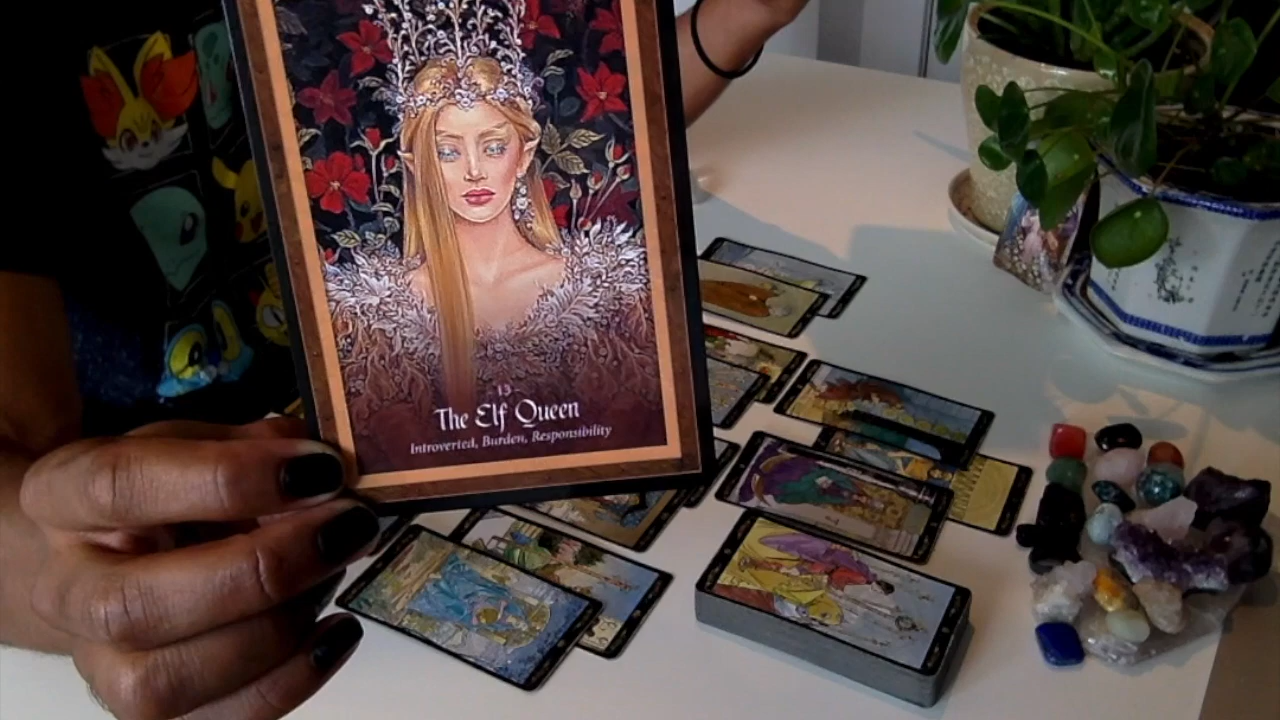 13
The Elf Queen
Introverted, Burden, Responsibility